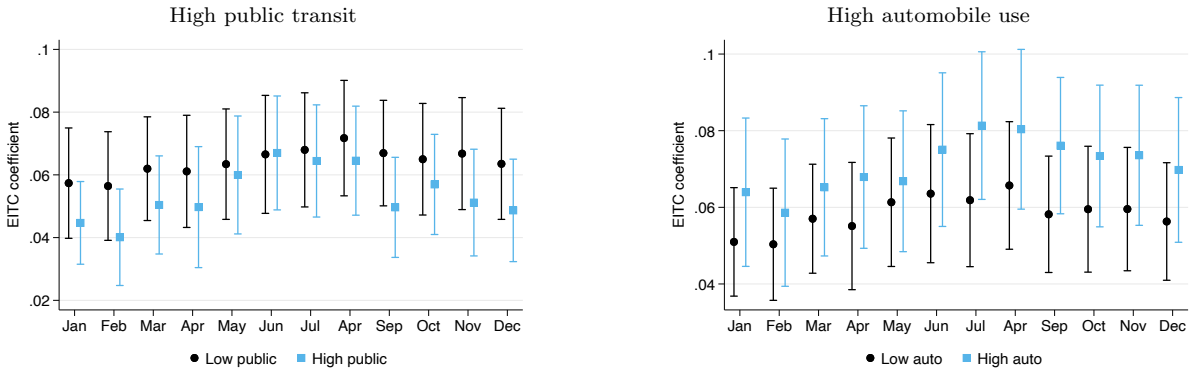 High public transit
.1
.08
.06
.04
.02
EITC coefficient
Jan Feb Mar Apr May Jun Jul Apr Sep Oct Nov Dec
Low public High public
High automobile use
.1
.08
.06
.04
EITC coefficient
Jan Feb Mar Apr May Jun Jul Apr Sep Oct Nov Dec
Low auto High auto